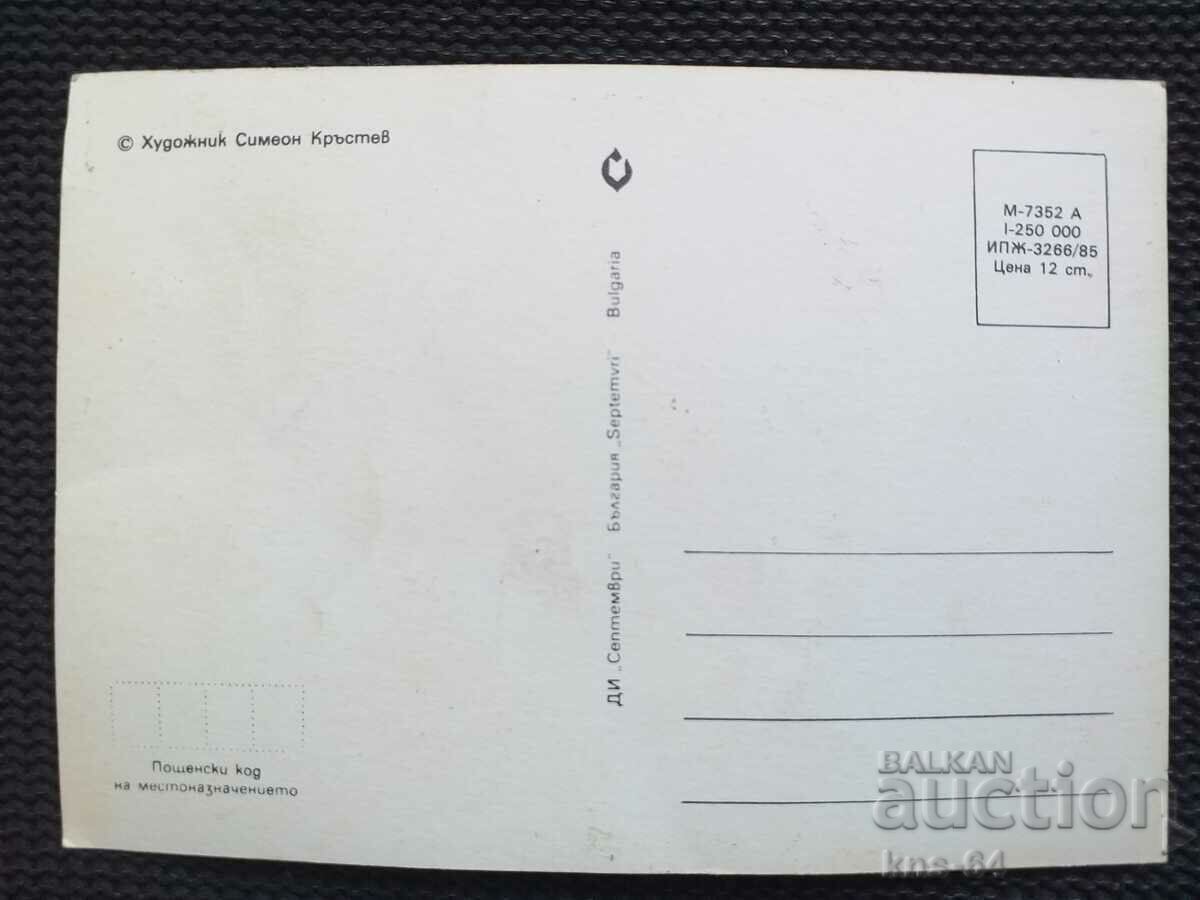 © Художник Симеон Кръстев
М-7352 А
I-250 000
ИПЖ-3266/85
Цена 12 ст.
ДИ „Септември" България „Septemvri" Bulgaria
Пощенски код
на местоназначението
BALKAN
auction
kns-64